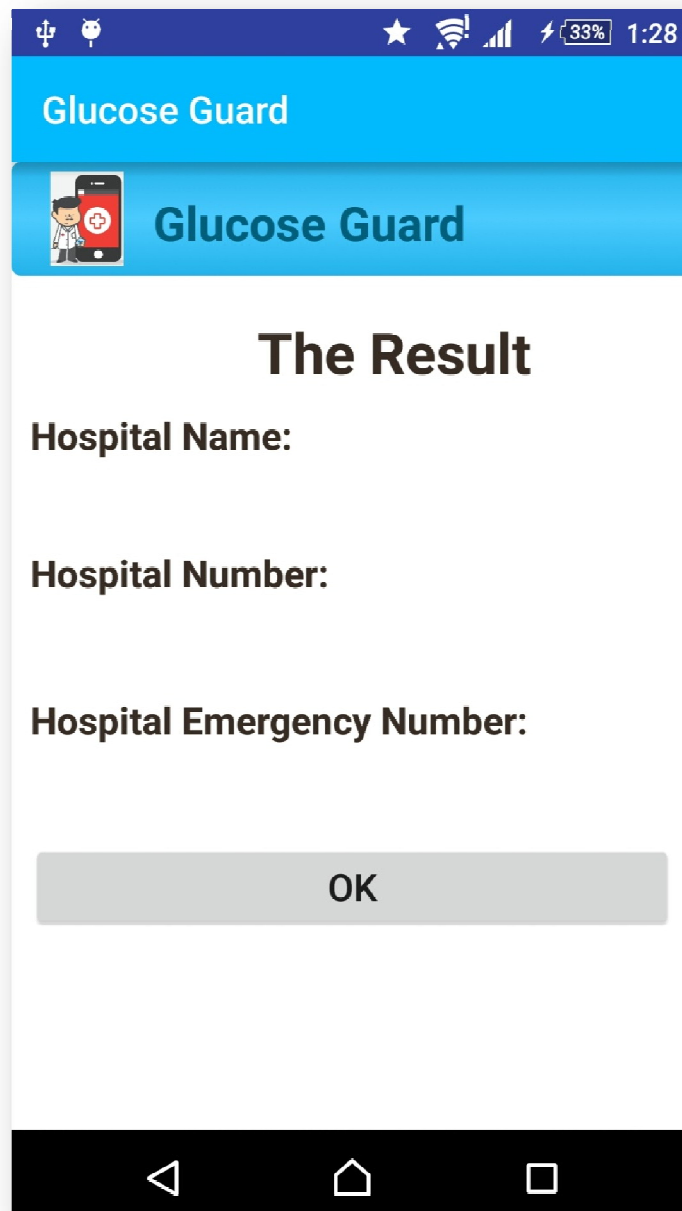 33% 1:28
Glucose Guard
Glucose Guard
The Result
Hospital Name:
Hospital Number:
Hospital Emergency Number:
OK